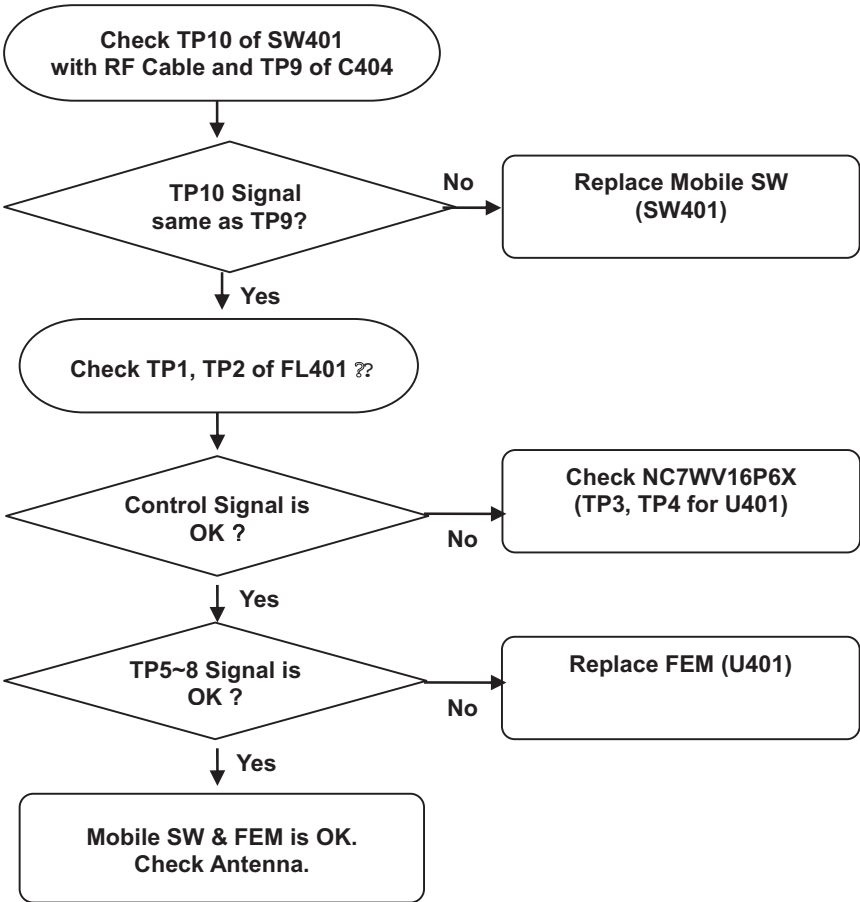 Check TP10 of SW401
with RF Cable and TP9 of C404
TP10 Signal
same as TP9?
No
Replace Mobile SW
(SW401)
Yes
Check TP1, TP2 of FL401 ??
Control Signal is
OK ?
No
Check NC7WV16P6X
(TP3, TP4 for U401)
Yes
TP5~8 Signal is
OK ?
No
Replace FEM (U401)
Yes
Mobile SW & FEM is OK.
Check Antenna.